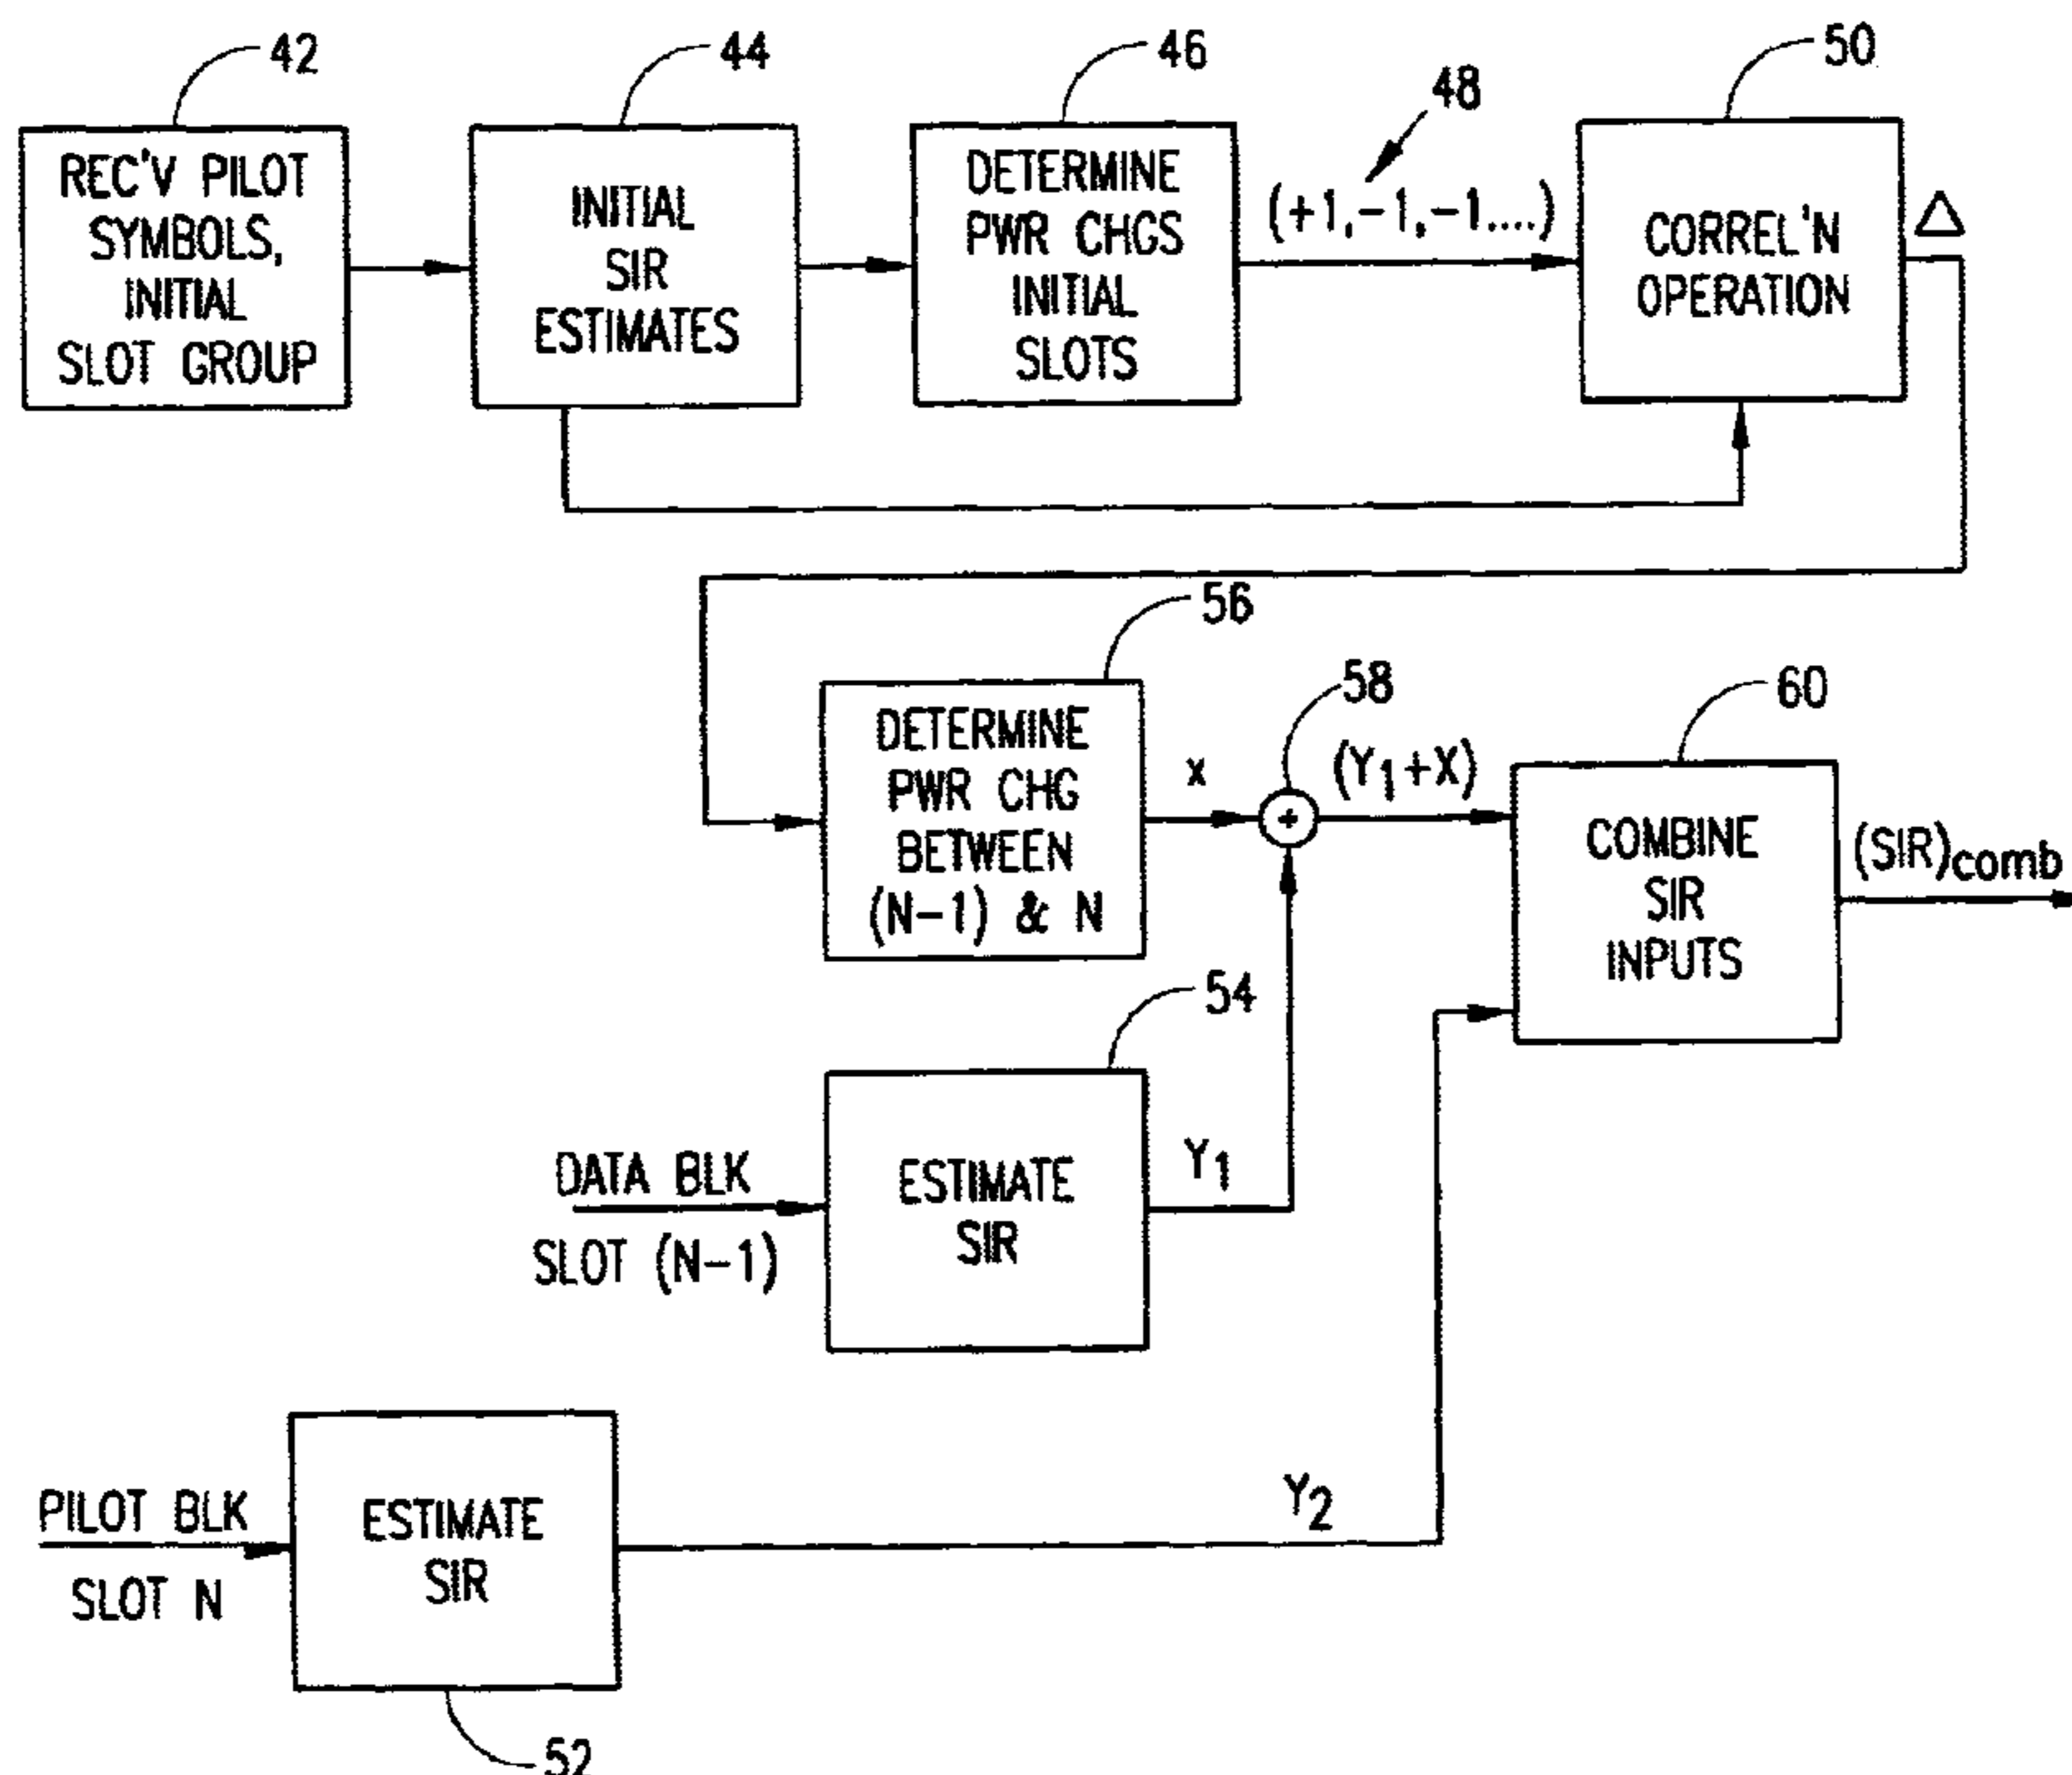 42
44
46
48
50
REC'V PILOT
SYMBOLS,
INITIAL
SLOT GROUP
INITIAL
SIR
ESTIMATES
DETERMINE
PWR CHGS
INITIAL
SLOTS
(+1,-1,-1....)
CORREL'N
OPERATION
Δ
56
58
60
DETERMINE
PWR CHG
BETWEEN
(N-1) & N
x
+
(Y1+X)
COMBINE
SIR
INPUTS
(SIR)comb
54
DATA BLK
SLOT (N-1)
ESTIMATE
SIR
Y1
PILOT BLK
SLOT N
ESTIMATE
SIR
Y2
52